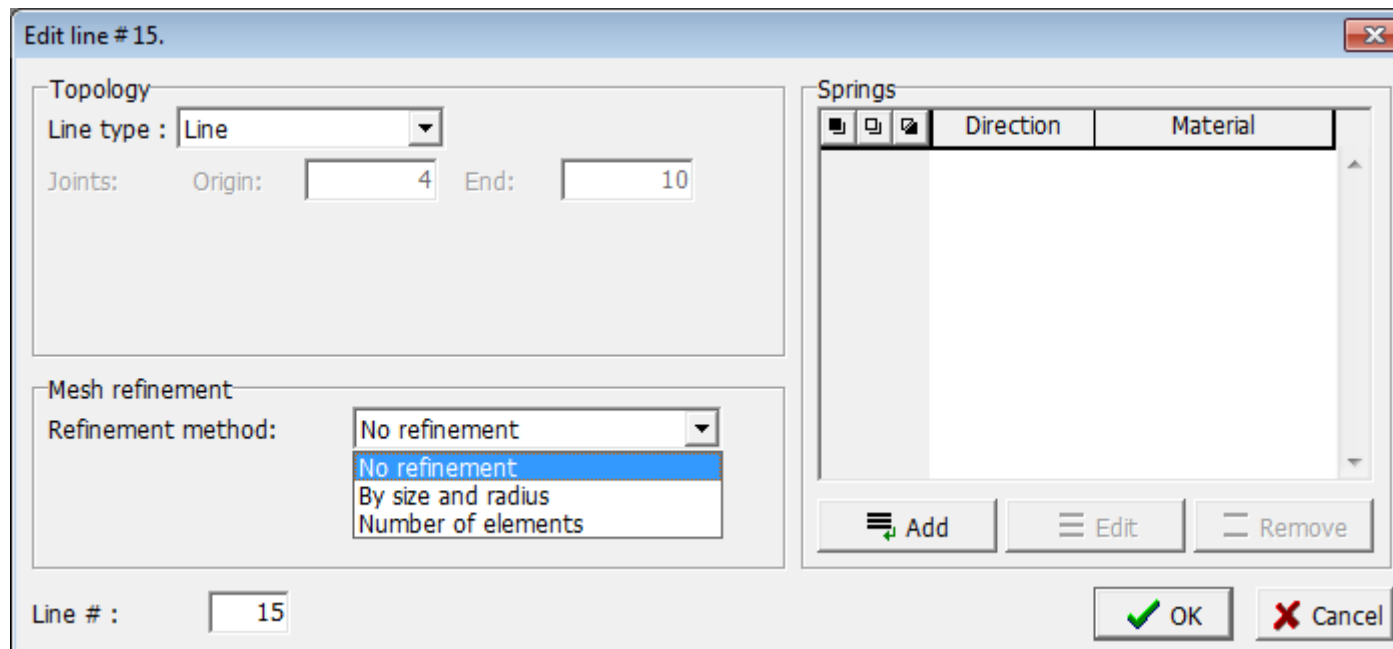 Edit line # 15.
Topology
Line type : Line
Joints: Origin: 4 End: 10
Mesh refinement
Refinement method: No refinement
No refinement
By size and radius
Number of elements
Springs
Direction Material
Add Edit Remove
Line # : 15
OK Cancel